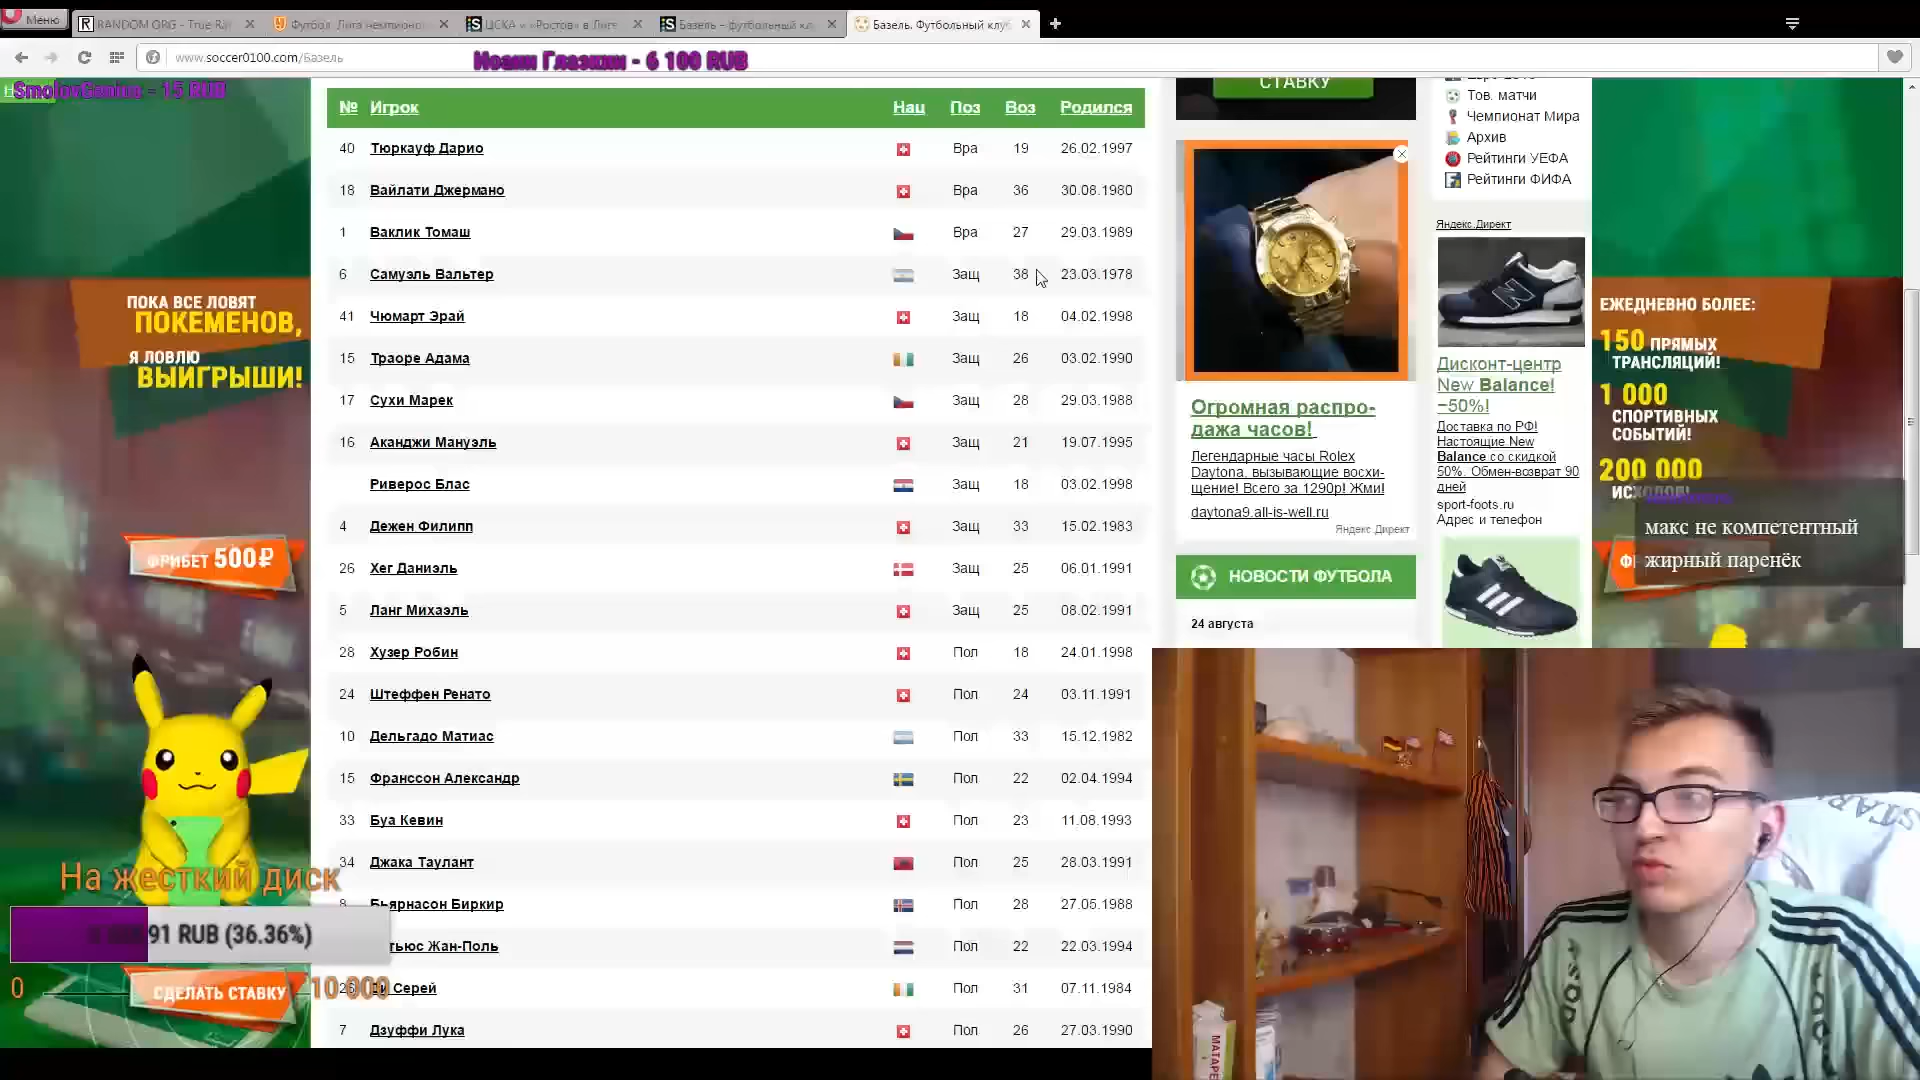 Меню
RANDOM.ORG - True Ra
Футбол. Лига чемпионо
ЦСКА и «Ростов» в Лиге
Базель – футбольный кл
Базель. Футбольный клуб
www.soccer0100.com/Базель
Ноами Глазкин - 6 100 RUB
SmolovGenius - 15 RUB
№ Игрок Нац Поз Воз Родился
40 Тюркауф Дарио Вра 19 26.02.1997
18 Вайлати Джермано Вра 36 30.08.1980
1 Ваклик Томаш Вра 27 29.03.1989
6 Самуэль Вальтер Защ 38 23.03.1978
41 Чюмарт Эрай Защ 18 04.02.1998
15 Траоре Адама Защ 26 03.02.1990
17 Сухи Марек Защ 28 29.03.1988
16 Аканджи Мануэль Защ 21 19.07.1995
Риверос Блас Защ 18 03.02.1998
4 Дежен Филипп Защ 33 15.02.1983
26 Хег Даниэль Защ 25 06.01.1991
5 Ланг Михаэль Защ 25 08.02.1991
28 Хузер Робин Пол 18 24.01.1998
24 Штеффен Ренато Пол 24 03.11.1991
10 Дельгадо Матиас Пол 33 15.12.1982
15 Франссон Александр Пол 22 02.04.1994
33 Буа Кевин Пол 23 11.08.1993
34 Джака Таулант Пол 25 28.03.1991
8 Бьярнасон Биркир Пол 28 27.05.1988
тьюс Жан-Поль Пол 22 22.03.1994
Серей Пол 31 07.11.1984
7 Дзуффи Лука Пол 26 27.03.1990
ПОКА ВСЕ ЛОВЯТ
ПОКЕМЕНОВ,
Я ЛОВЛЮ
ВЫИГРЫШИ!
ФРИБЕТ 500₽
На жесткий диск
91 RUB (36.36%)
0
10 000
СДЕЛАТЬ СТАВКУ
СТАВКУ
Огромная распро-
дажа часов!
Легендарные часы Rolex
Daytona, вызывающие восхи-
щение! Всего за 1290р! Жми!
daytona9.all-is-well.ru
Яндекс.Директ
НОВОСТИ ФУТБОЛА
24 августа
Тов. матчи
Чемпионат Мира
Архив
Рейтинги УЕФА
Рейтинги ФИФА
Яндекс.Директ
Дисконт-центр
New Balance!
−50%!
Доставка по РФ!
Настоящие New
Balance со скидкой
50%. Обмен-возврат 90
дней
sport-foots.ru
Адрес и телефон
ЕЖЕДНЕВНО БОЛЕЕ:
150 ПРЯМЫХ
ТРАНСЛЯЦИЙ!
1 000
СПОРТИВНЫХ
СОБЫТИЙ!
200 000
ИСХОДОВ!
макс не компетентный
жирный паренёк